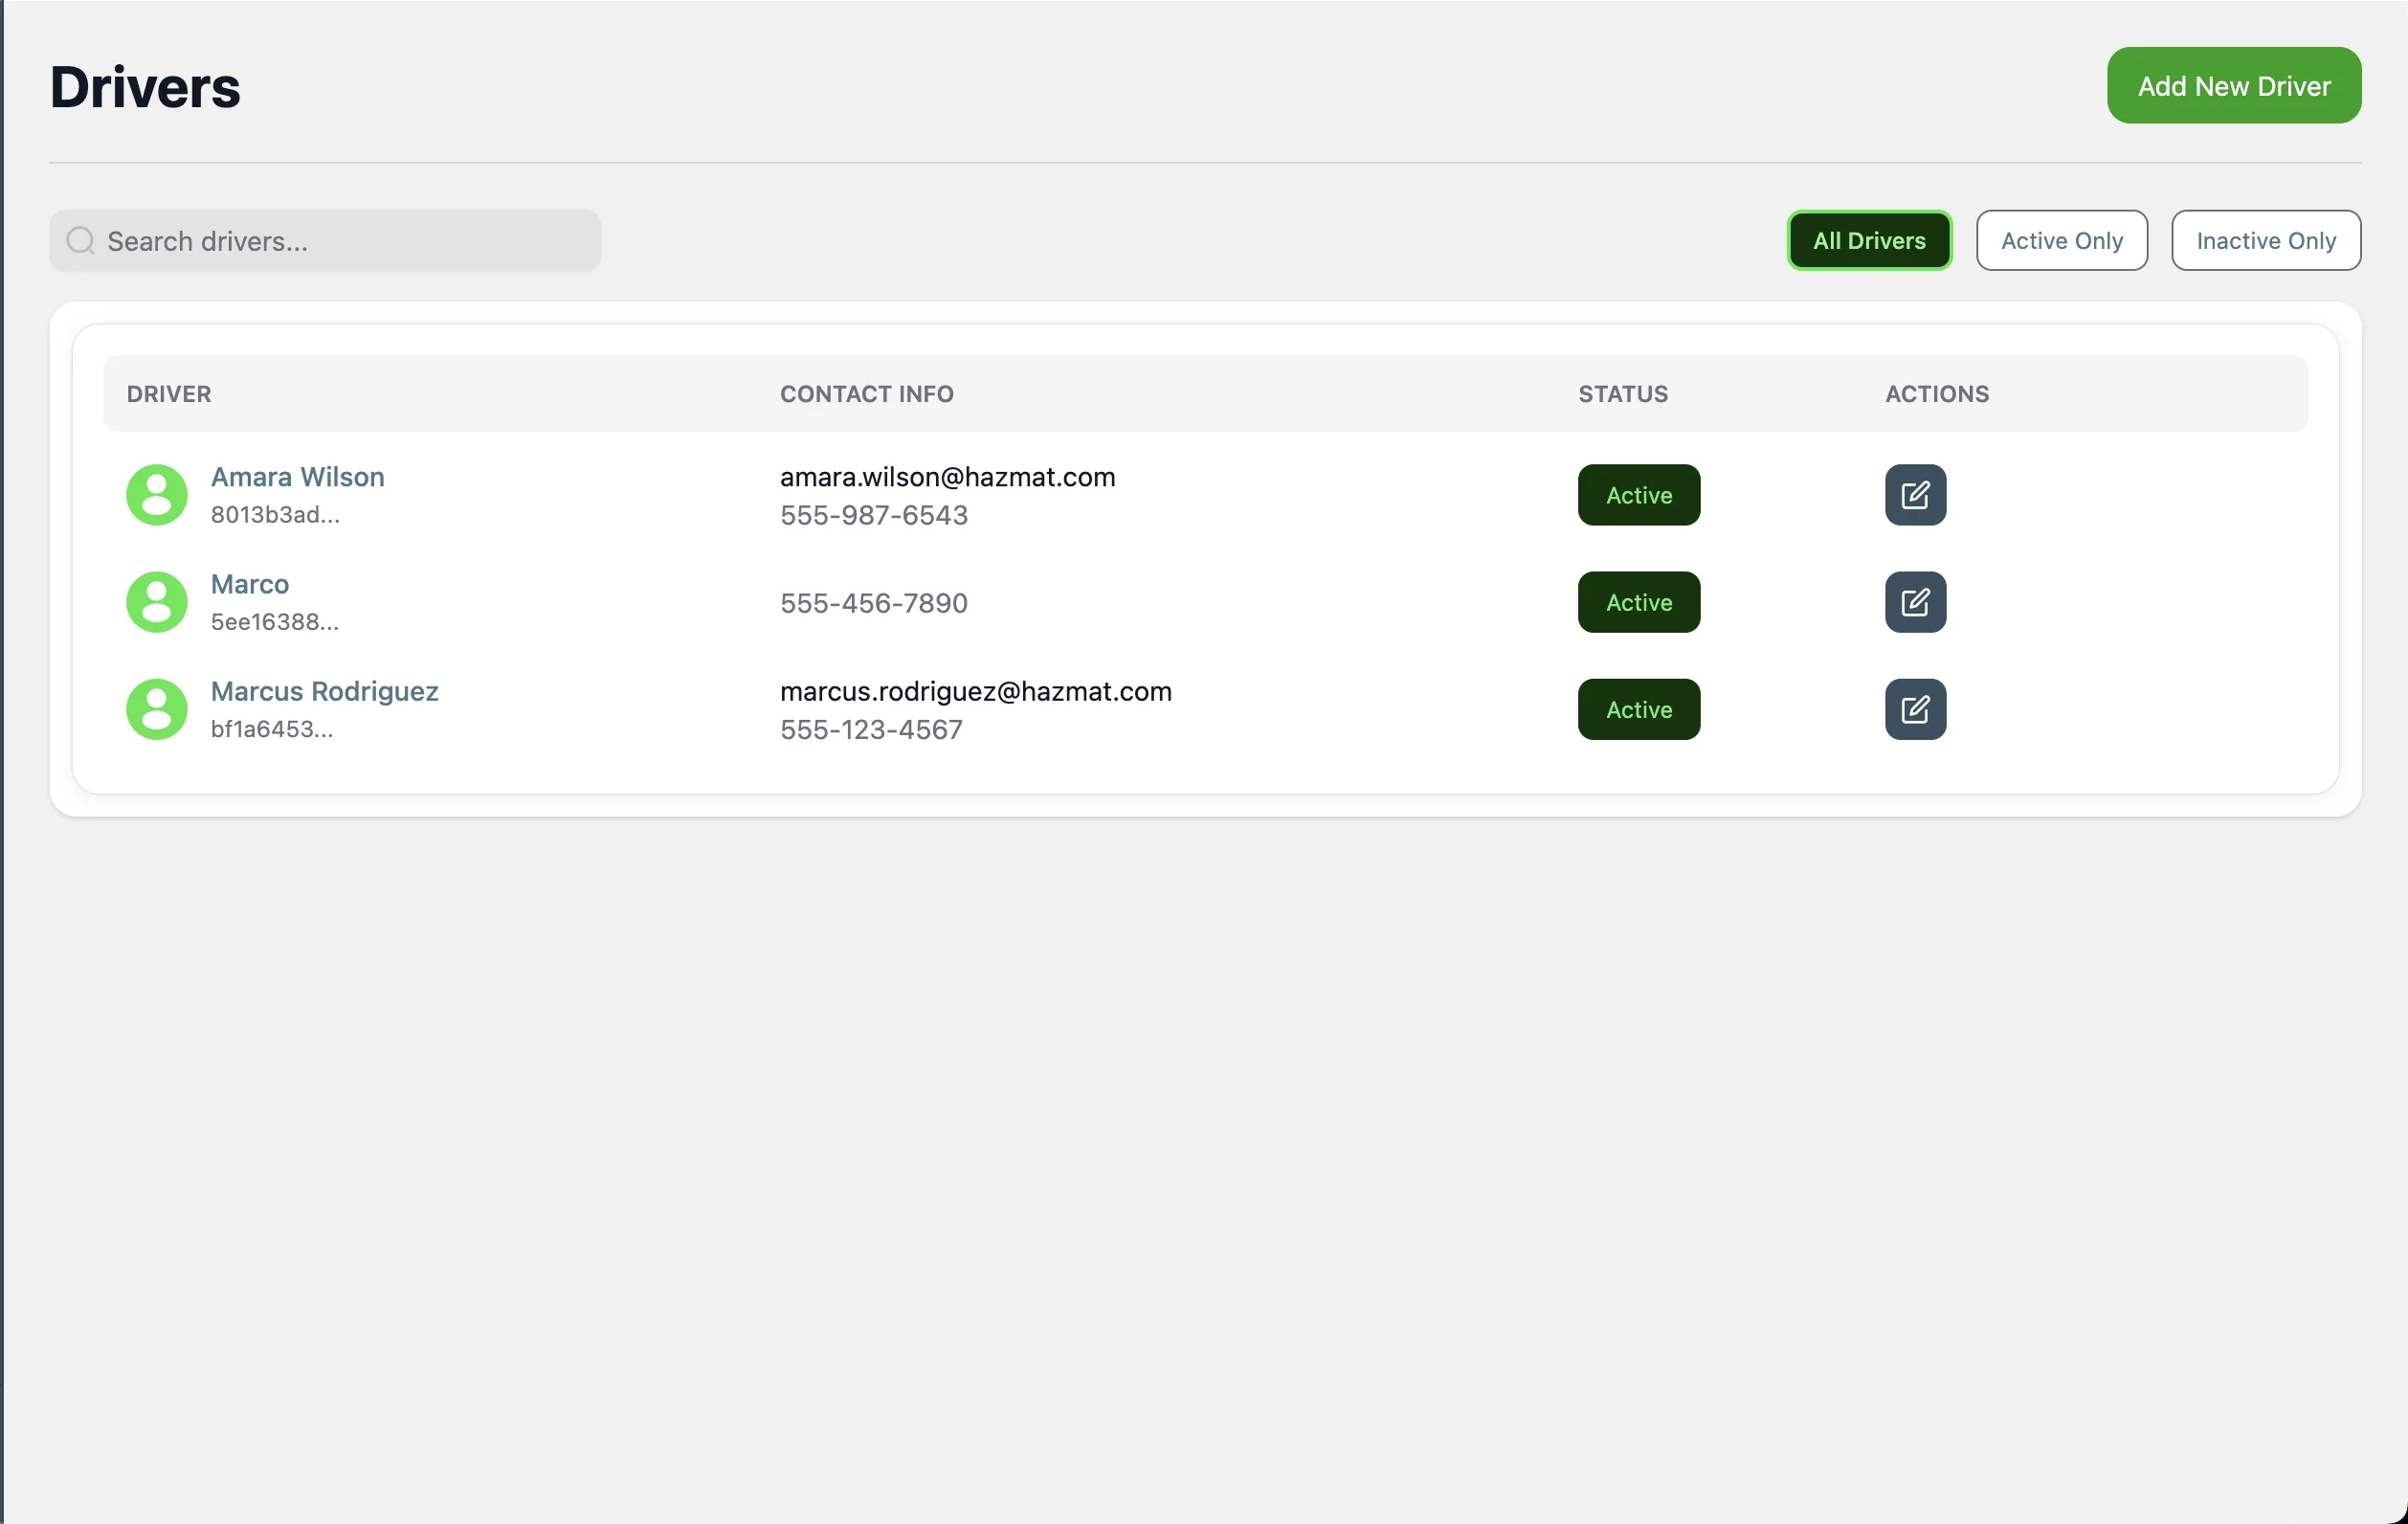 Drivers
Add New Driver
Search drivers...
All Drivers
Active Only
Inactive Only
DRIVER
CONTACT INFO
STATUS
ACTIONS
Amara Wilson
8013b3ad...
amara.wilson@hazmat.com
555-987-6543
Active
Marco
5ee16388...
555-456-7890
Active
Marcus Rodriguez
bf1a6453...
marcus.rodriguez@hazmat.com
555-123-4567
Active